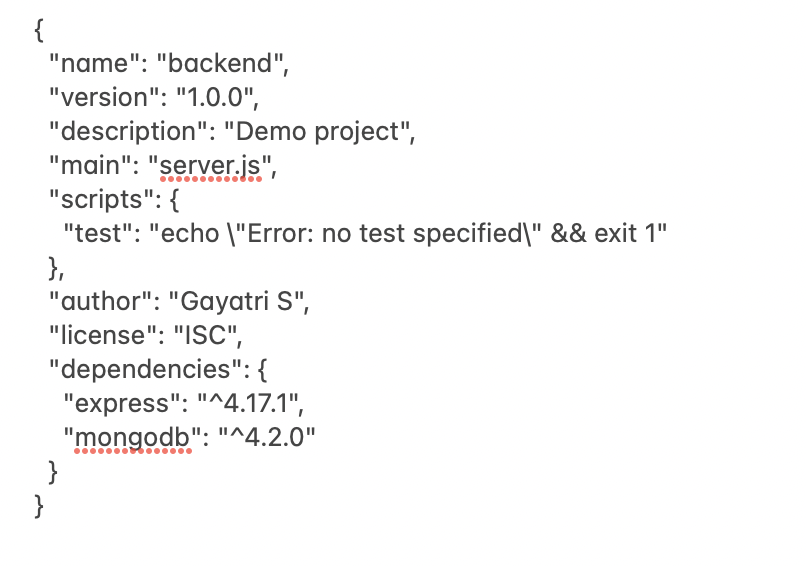 {
  "name": "backend",
  "version": "1.0.0",
  "description": "Demo project",
  "main": "server.js",
  "scripts": {
    "test": "echo \"Error: no test specified\" && exit 1"
  },
  "author": "Gayatri S",
  "license": "ISC",
  "dependencies": {
    "express": "^4.17.1",
    "mongodb": "^4.2.0"
  }
}